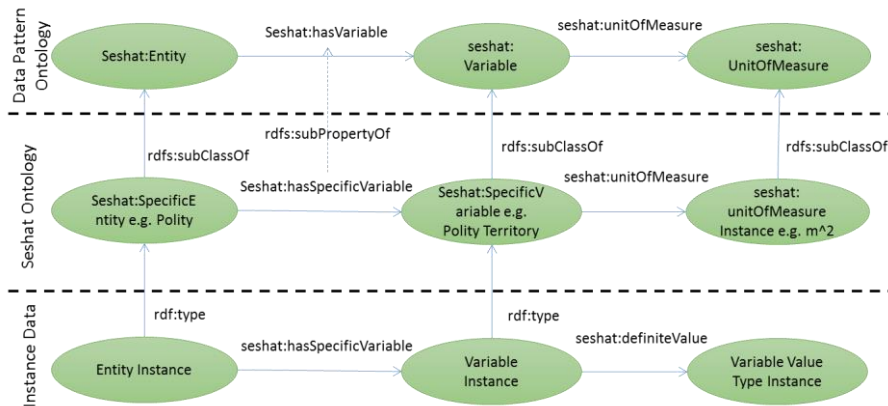 Data Pattern
Ontology
Seshat:Entity
Seshat:hasVariable
seshat:
Variable
seshat:unitOfMeasure
seshat:
UnitOfMeasure
rdfs:subClassOf
rdfs:subPropertyOf
rdfs:subClassOf
rdfs:subClassOf
Seshat Ontology
Seshat:SpecificE
ntity e.g. Polity
Seshat:hasSpecificVariable
Seshat:SpecificV
ariable e.g.
Polity Territory
seshat:unitOfMeasure
seshat:
unitOfMeasure
Instance e.g. m^2
rdf:type
rdf:type
Instance Data
Entity Instance
seshat:hasSpecificVariable
Variable
Instance
seshat:definiteValue
Variable Value
Type Instance